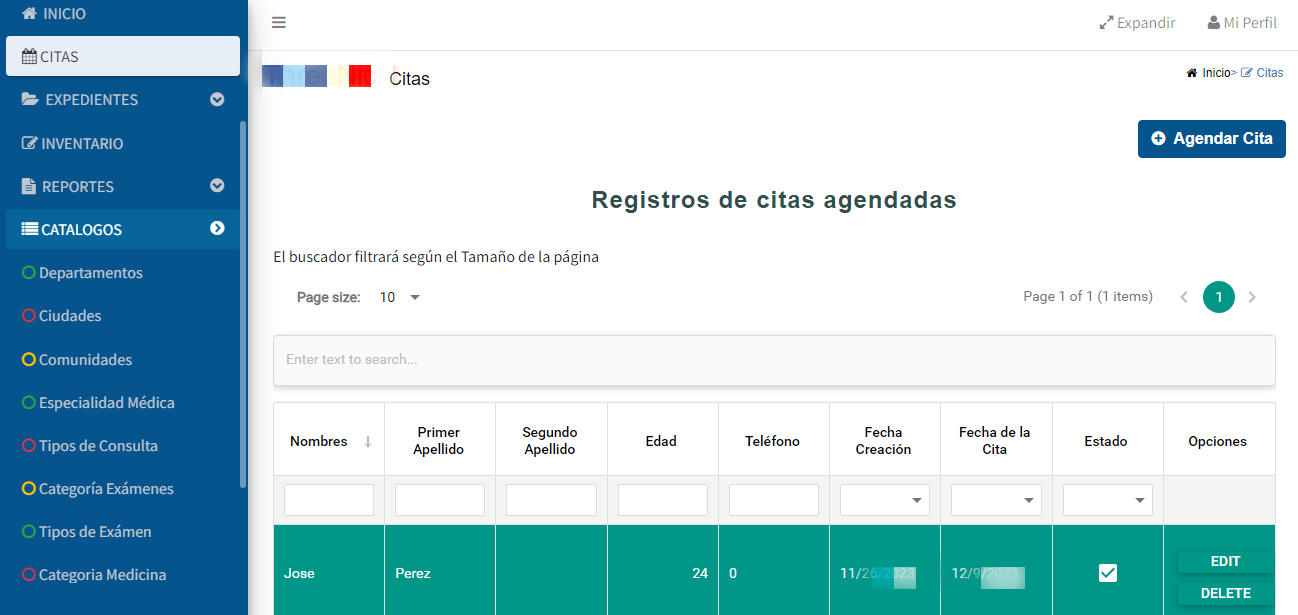 INICIO
CITAS
EXPEDIENTES
INVENTARIO
REPORTES
CATALOGOS
Departamentos
Ciudades
Comunidades
Especialidad Médica
Tipos de Consulta
Categoría Exámenes
Tipos de Exámen
Categoria Medicina
Expandir Mi Perfil
Citas
Inicio> Citas
Agendar Cita
Registros de citas agendadas
El buscador filtrará según el Tamaño de la página
Page size: 10
Page 1 of 1 (1 items) 1
Enter text to search...
Nombres Primer Apellido Segundo Apellido Edad Teléfono Fecha Creación Fecha de la Cita Estado Opciones
Jose Perez 24 0 11/26/2023 12/9/2023 EDIT
DELETE